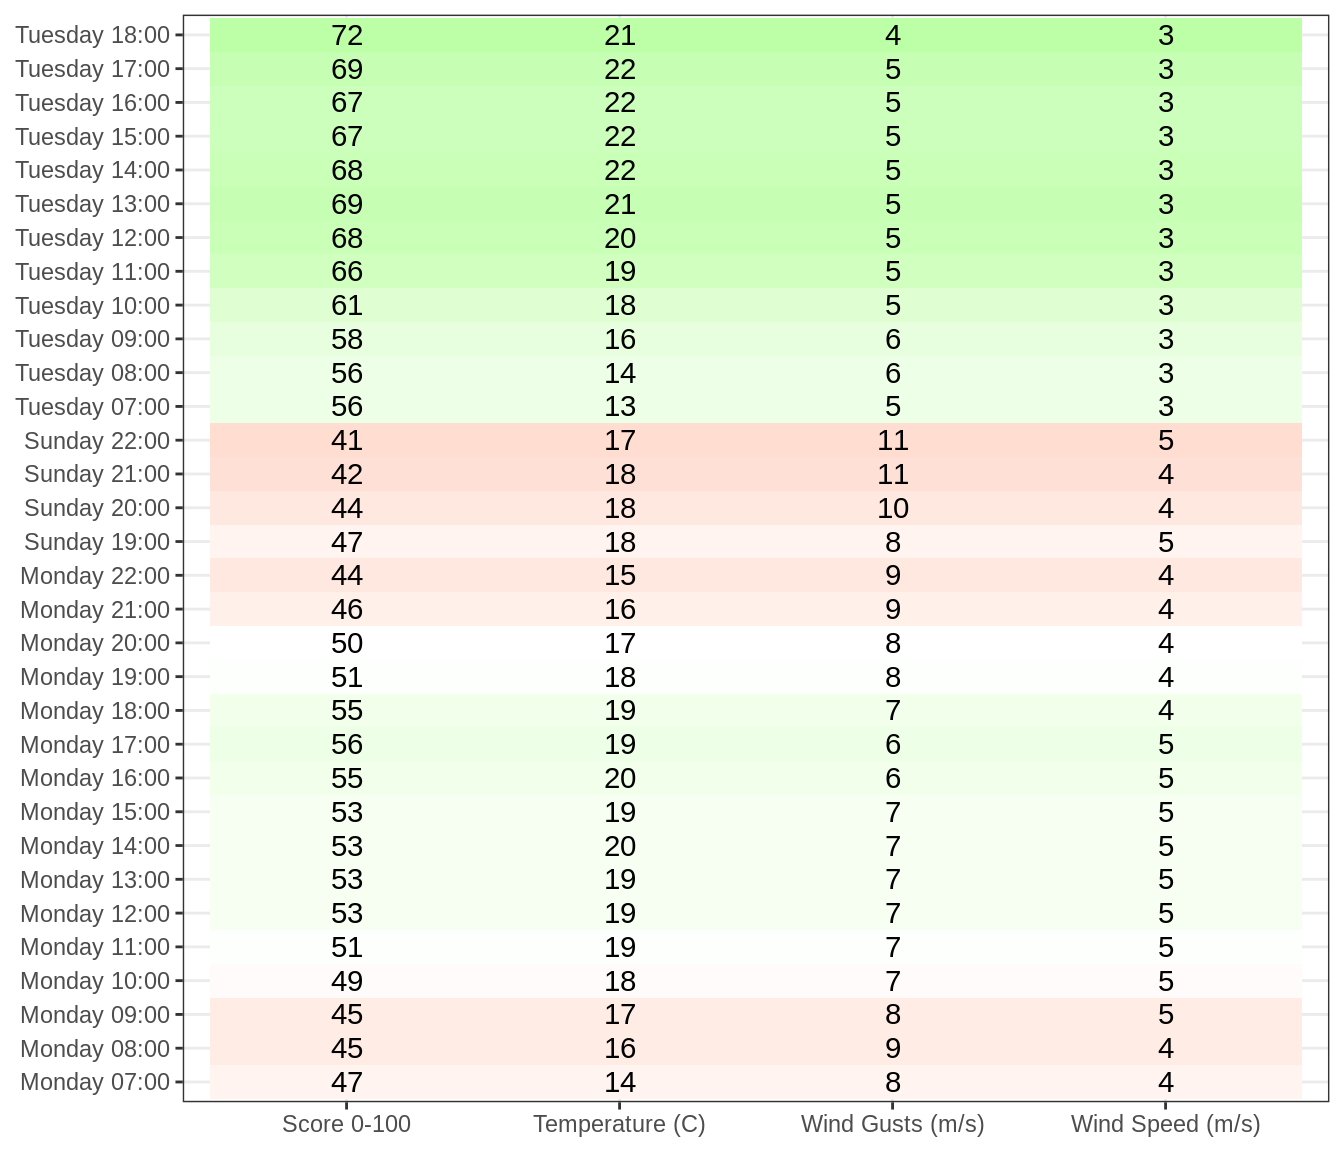 Tuesday 18:00 72 21 4 3
Tuesday 17:00 69 22 5 3
Tuesday 16:00 67 22 5 3
Tuesday 15:00 67 22 5 3
Tuesday 14:00 68 22 5 3
Tuesday 13:00 69 21 5 3
Tuesday 12:00 68 20 5 3
Tuesday 11:00 66 19 5 3
Tuesday 10:00 61 18 5 3
Tuesday 09:00 58 16 6 3
Tuesday 08:00 56 14 6 3
Tuesday 07:00 56 13 5 3
Sunday 22:00 41 17 11 5
Sunday 21:00 42 18 11 4
Sunday 20:00 44 18 10 4
Sunday 19:00 47 18 8 5
Monday 22:00 44 15 9 4
Monday 21:00 46 16 9 4
Monday 20:00 50 17 8 4
Monday 19:00 51 18 8 4
Monday 18:00 55 19 7 4
Monday 17:00 56 19 6 5
Monday 16:00 55 20 6 5
Monday 15:00 53 19 7 5
Monday 14:00 53 20 7 5
Monday 13:00 53 19 7 5
Monday 12:00 53 19 7 5
Monday 11:00 51 19 7 5
Monday 10:00 49 18 7 5
Monday 09:00 45 17 8 5
Monday 08:00 45 16 9 4
Monday 07:00 47 14 8 4
Score 0-100 Temperature (C) Wind Gusts (m/s) Wind Speed (m/s)